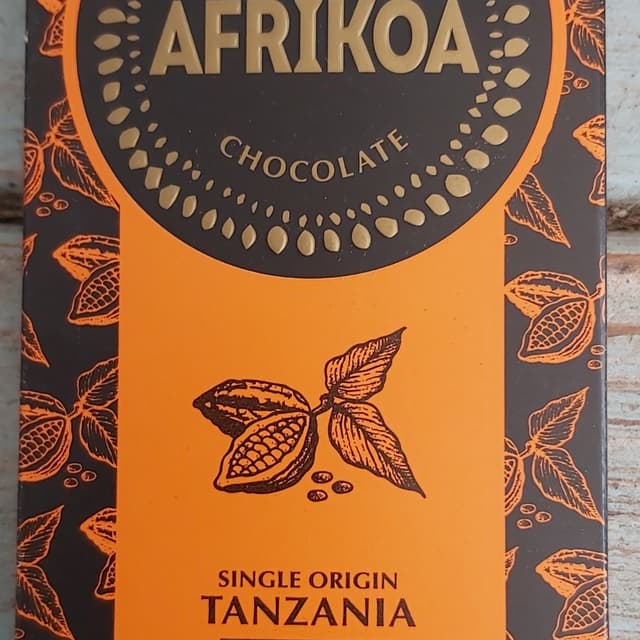 AFRIKOA
CHOCOLATE
SINGLE ORIGIN
TANZANIA